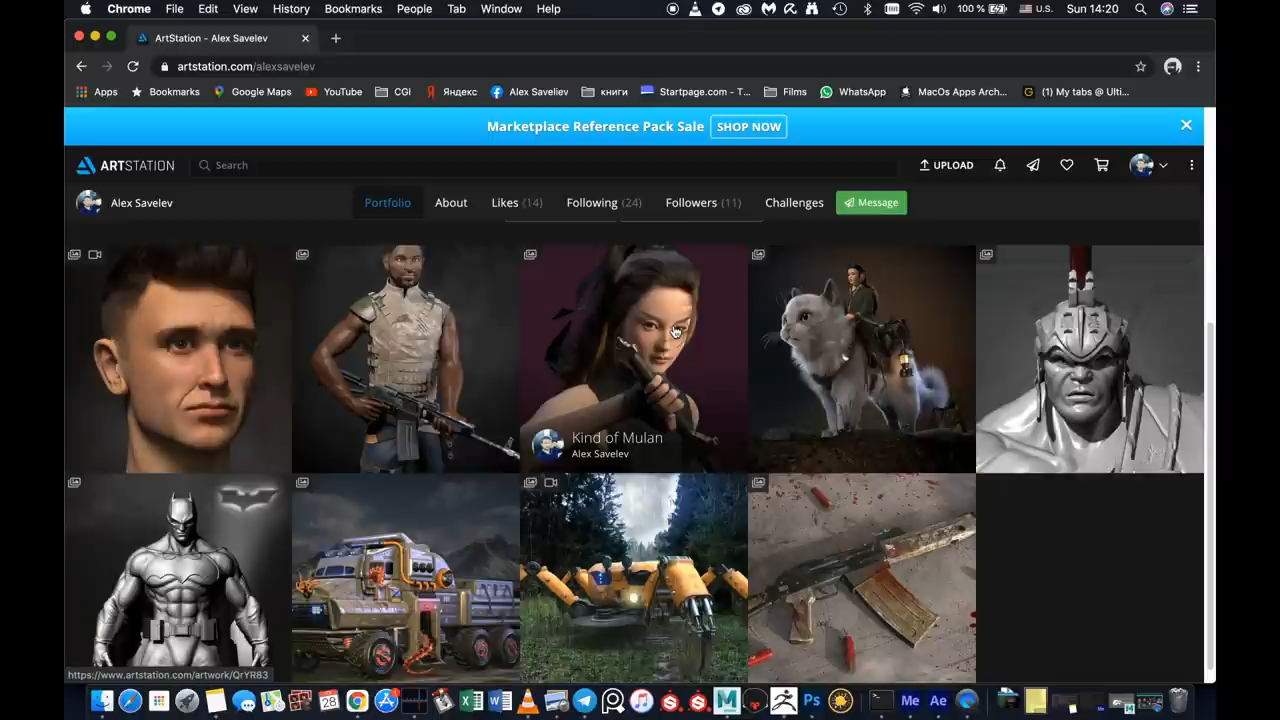 Chrome File Edit View History Bookmarks People Tab Window Help 100 % U.S. Sun 14:20
ArtStation - Alex Savelev
artstation.com/alexsavelev
Apps Bookmarks Google Maps YouTube CGI Яндекс Alex Saveliev книги Startpage.com - T... Films WhatsApp MacOs Apps Arch... (1) My tabs @ Ulti...
Marketplace Reference Pack Sale SHOP NOW
ARTSTATION Search UPLOAD
Alex Savelev Portfolio About Likes (14) Following (24) Followers (11) Challenges Message
Kind of Mulan
Alex Savelev
https://www.artstation.com/artwork/QrYR83
28 Ps Me Ae